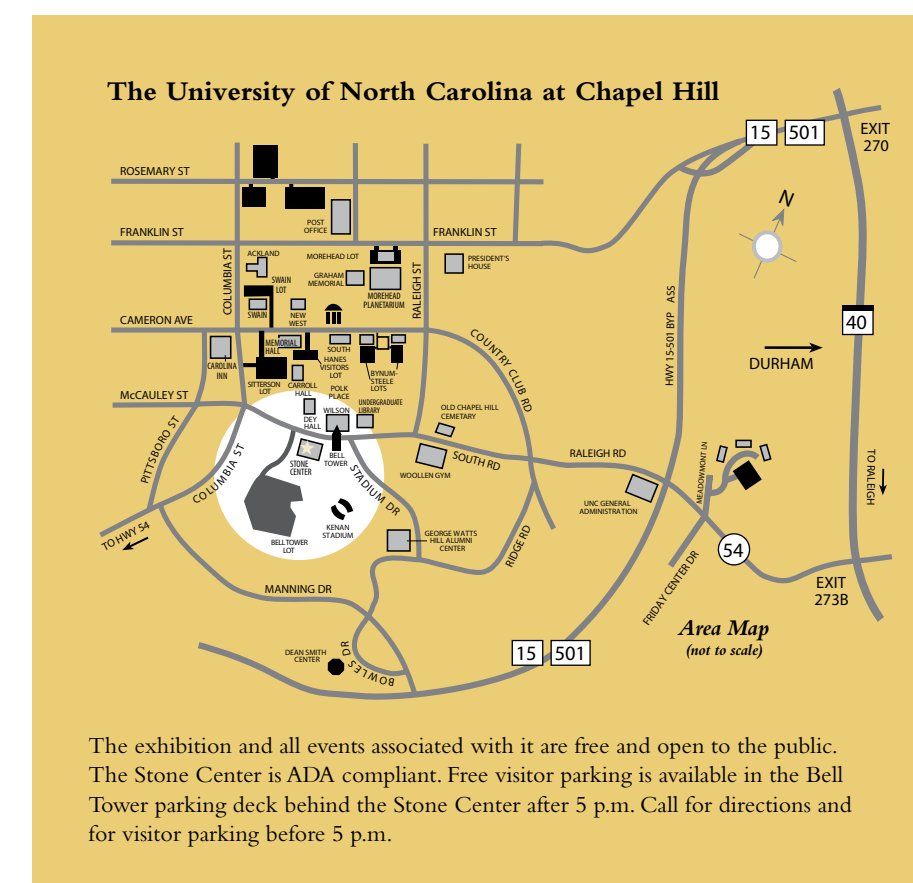 The University of North Carolina at Chapel Hill
15 501
EXIT
270
ROSEMARY ST
N
POST
OFFICE
FRANKLIN ST
FRANKLIN ST
COLUMBIA ST
ACKLAND
MOREHEAD LOT
PRESIDENT'S
HOUSE
RALEIGH ST
SWAIN
LOT
GRAHAM
MEMORIAL
MOREHEAD
PLANETARIUM
HWY 15-501 BYP ASS
SWAIN
NEW
WEST
CAMERON AVE
40
COUNTRY CLUB RD
MEMORIAL
HALL
SOUTH
DURHAM
CAROLINA
INN
HANES
VISITORS
LOT
BYNUM-
STEELE
LOTS
SITTERSON
LOT
CARROLL
HALL
POLK
PLACE
McCAULEY ST
UNDERGRADUATE
LIBRARY
WILSON
OLD CHAPEL HILL
CEMETARY
DEY
HALL
PITTSBORO ST
COLUMBIA ST
STONE
CENTER
BELL
TOWER
STADIUM DR
WOOLLEN GYM
SOUTH RD
RALEIGH RD
MEADOWMONT LN
TO RALEIGH
UNC GENERAL
ADMINISTRATION
KENAN
STADIUM
BELL TOWER
LOT
GEORGE WATTS
HILL ALUMNI
CENTER
RIDGE RD
TO HWY 54
54
FRIDAY CENTER DR
EXIT
273B
MANNING DR
Area Map
(not to scale)
15 501
DEAN SMITH
CENTER
BOWLES RD
The exhibition and all events associated with it are free and open to the public.
The Stone Center is ADA compliant. Free visitor parking is available in the Bell
Tower parking deck behind the Stone Center after 5 p.m. Call for directions and
for visitor parking before 5 p.m.